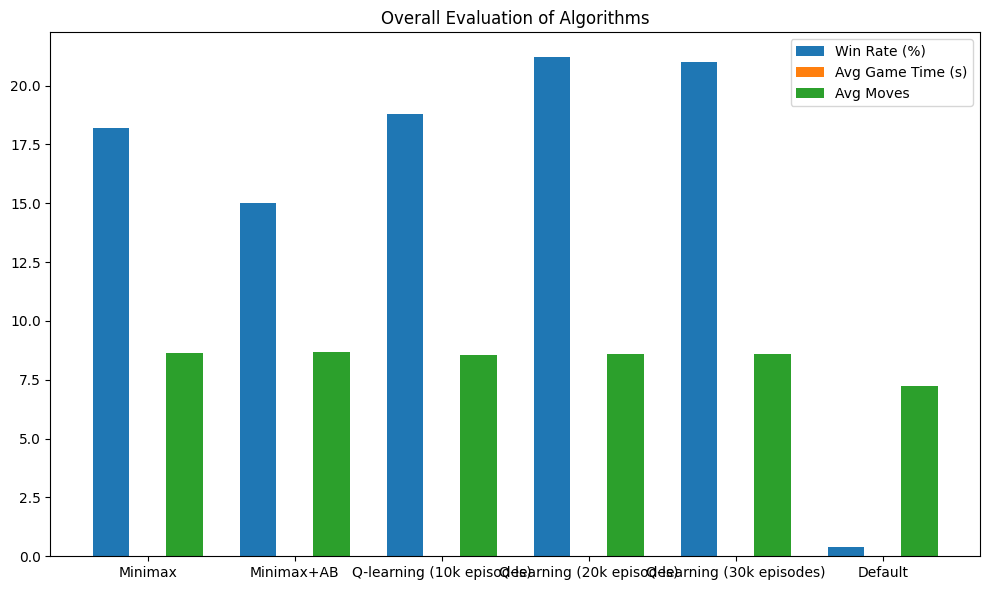 Overall Evaluation of Algorithms
Win Rate (%)
Avg Game Time (s)
Avg Moves
20.0
17.5
15.0
12.5
10.0
7.5
5.0
2.5
0.0
Minimax
Minimax+AB
Q-learning (10k episodes)
Q-learning (20k episodes)
Q-learning (30k episodes)
Default